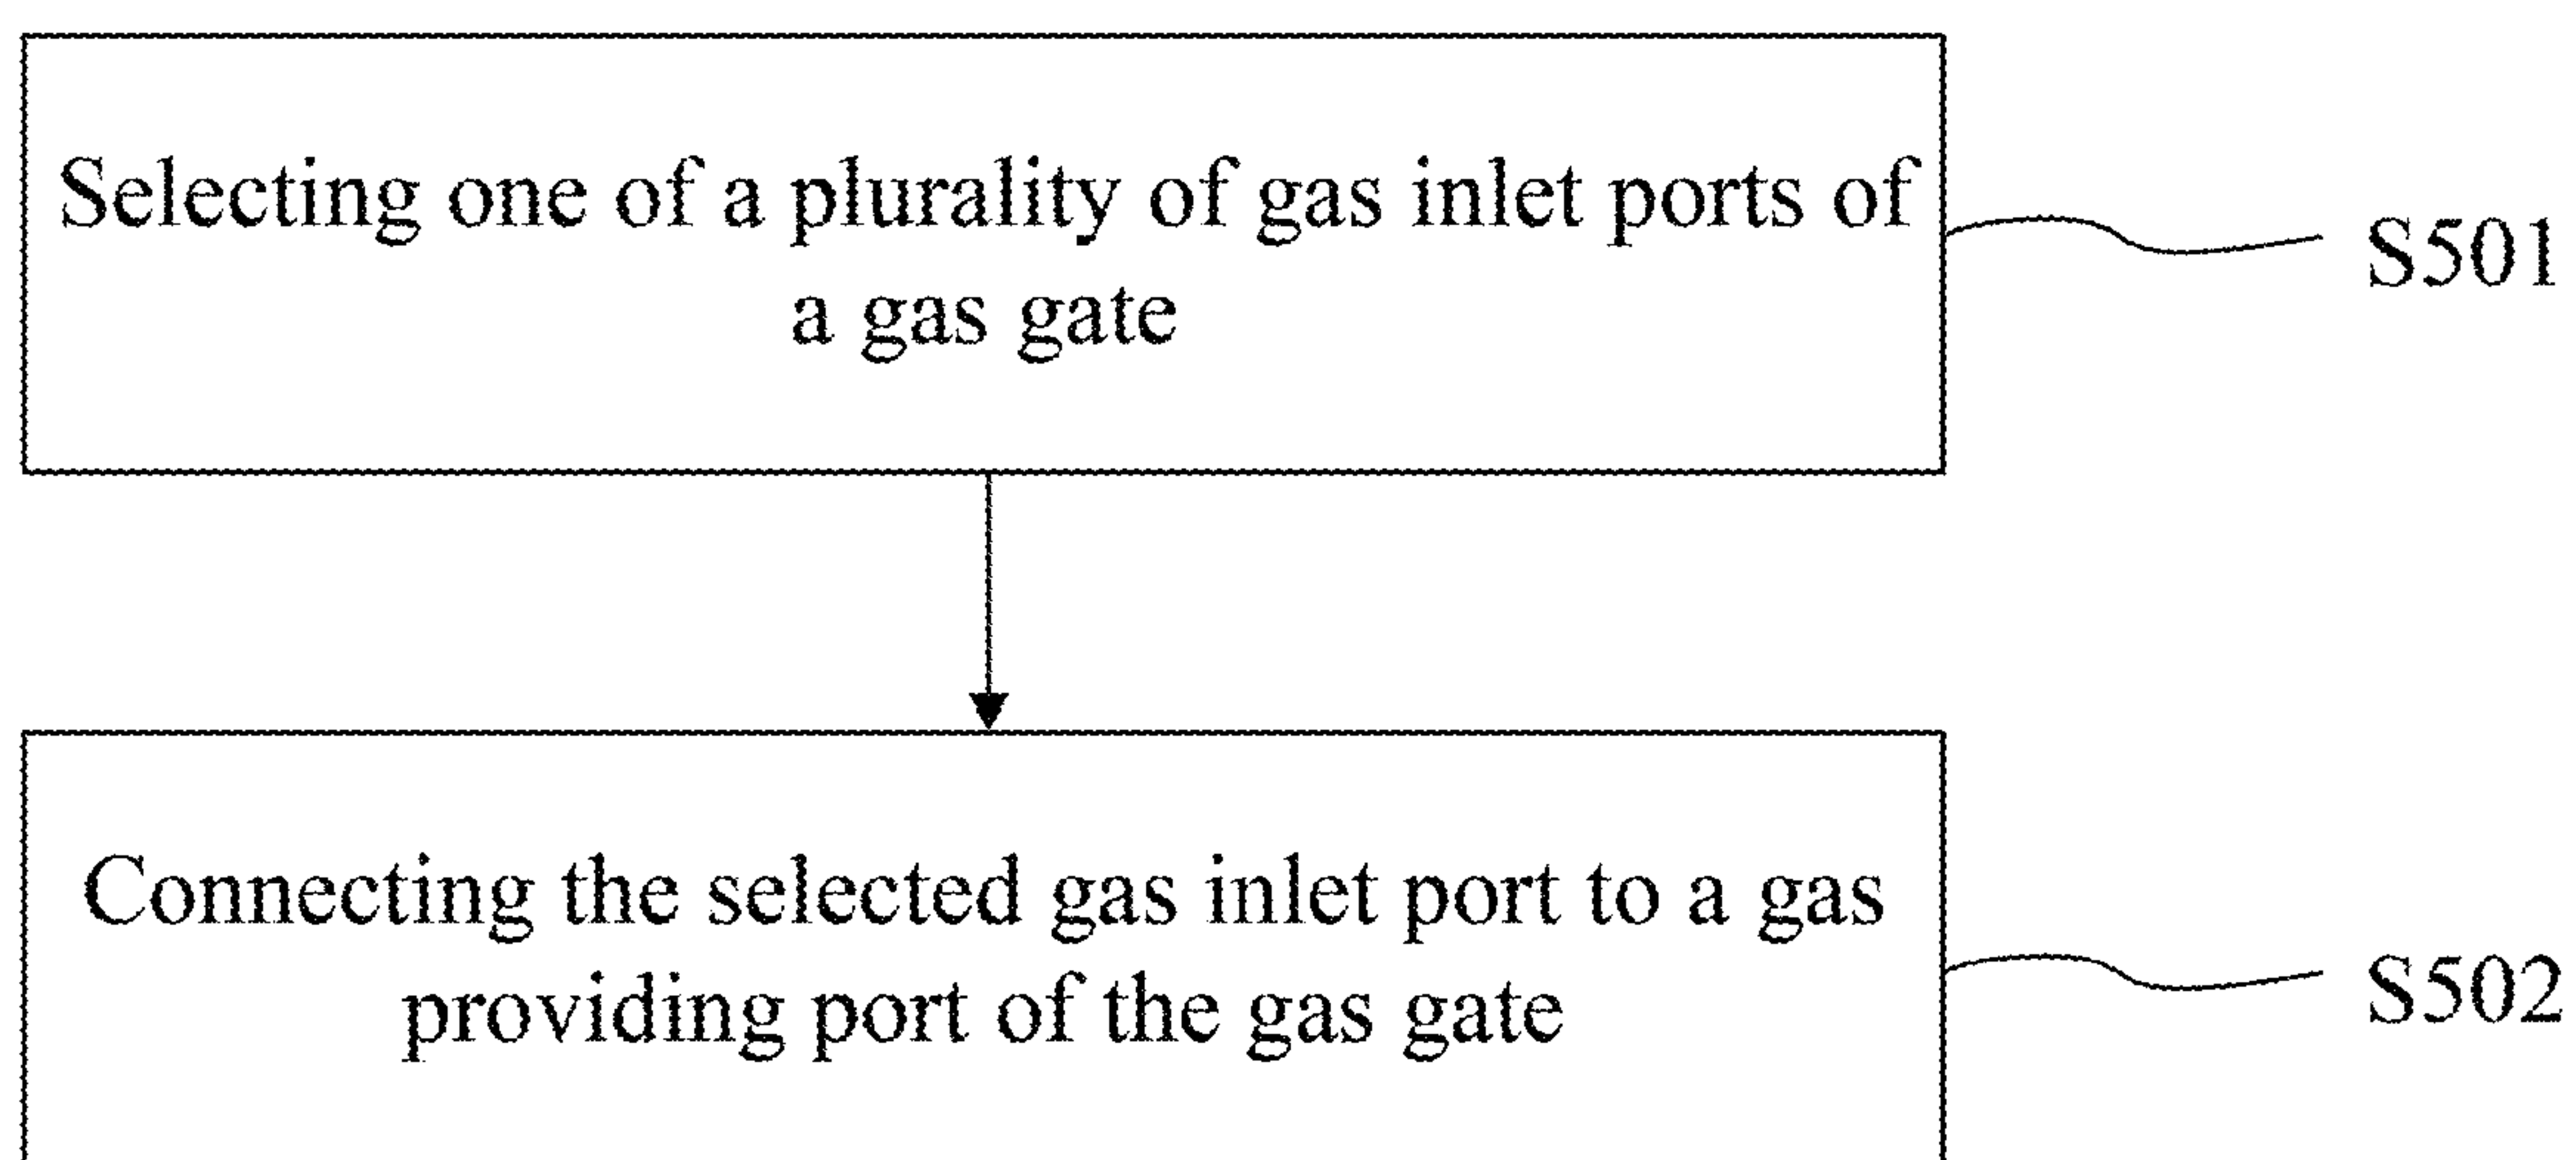 Selecting one of a plurality of gas inlet ports of
a gas gate
S501
Connecting the selected gas inlet port to a gas
providing port of the gas gate
S502